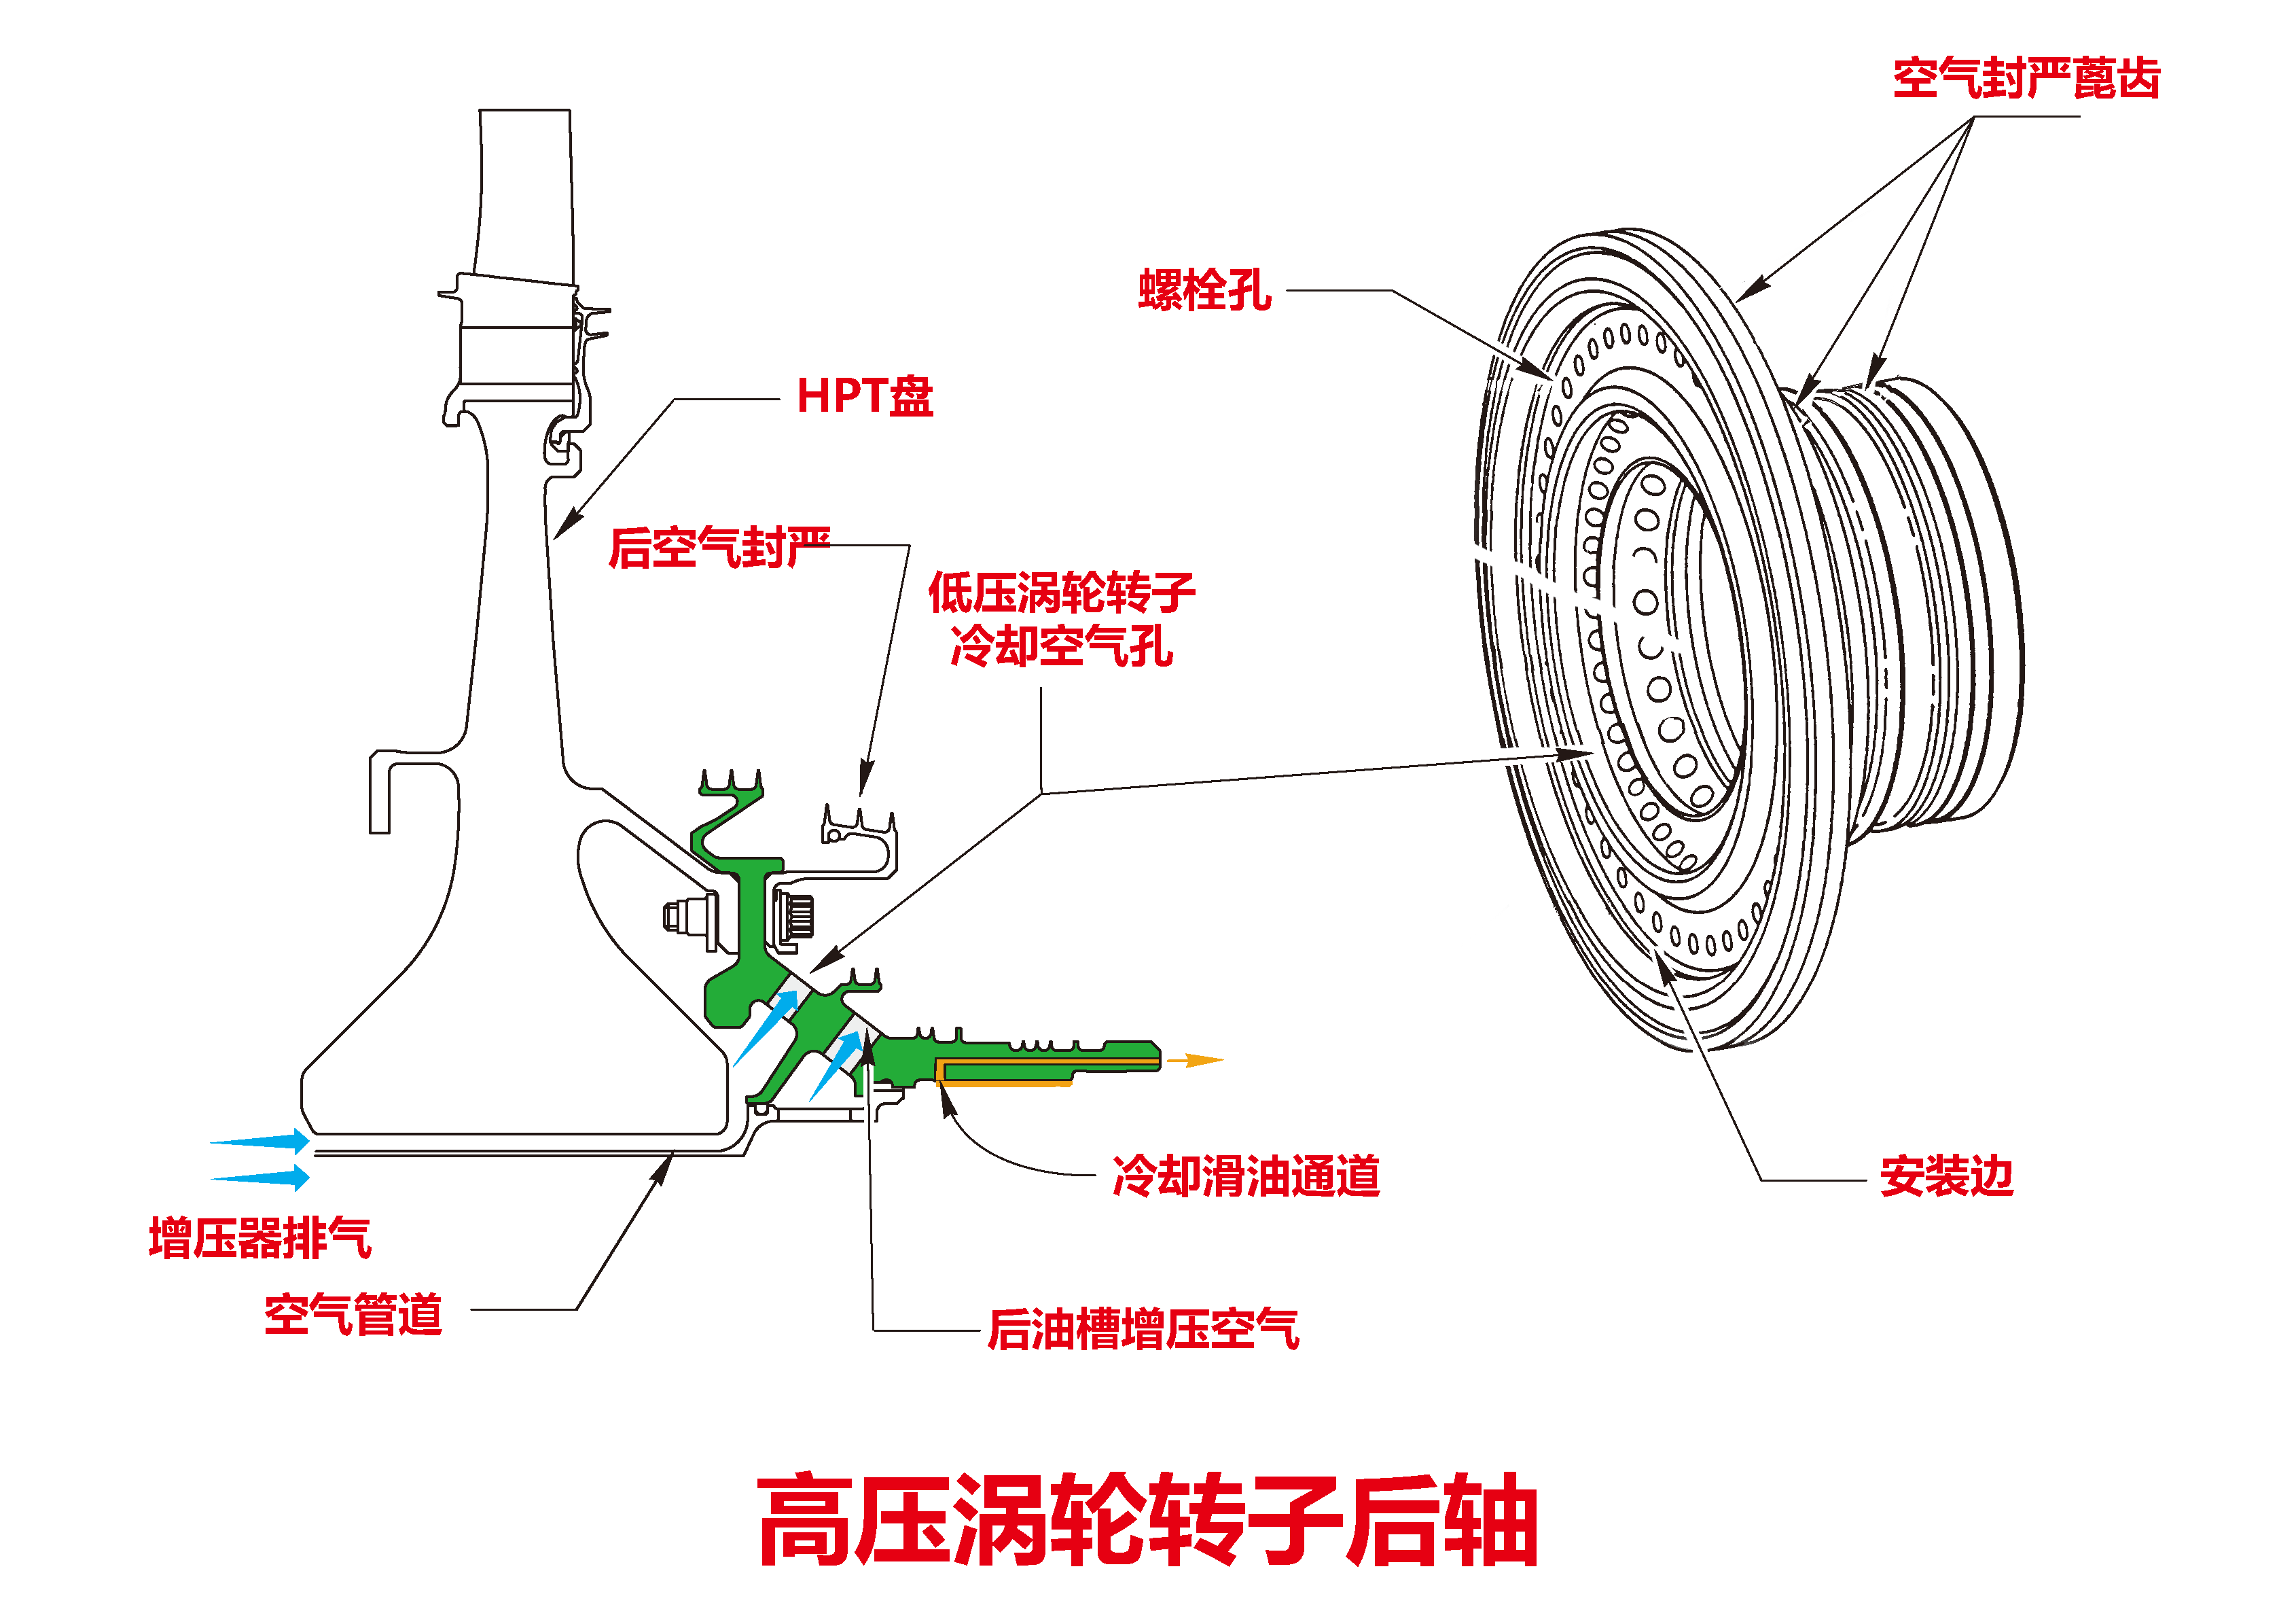 空气封严蓖齿
螺栓孔
HPT盘
后空气封严
低压涡轮转子
冷却空气孔
冷却滑油通道
安装边
增压器排气
空气管道
后油槽增压空气
高压涡轮转子后轴